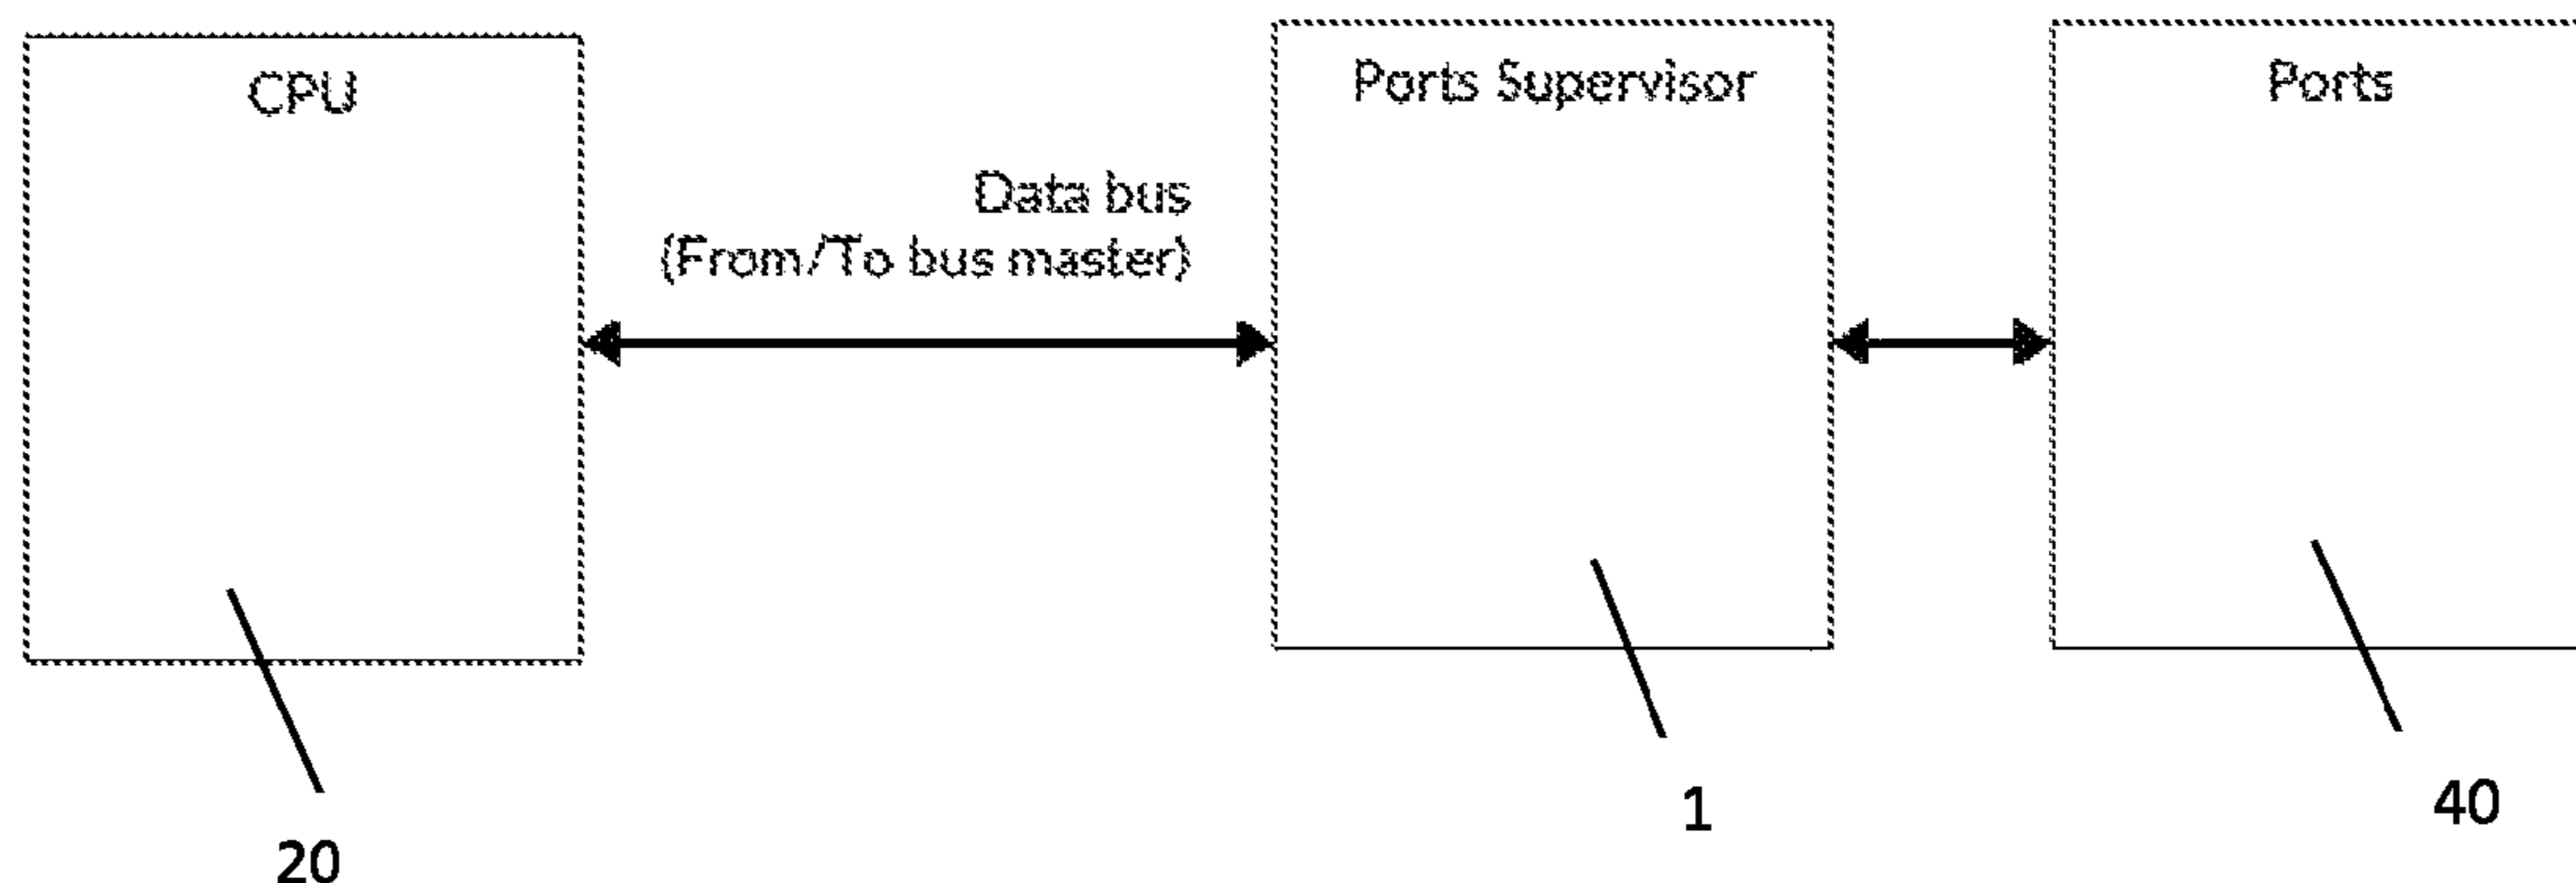 CPU
Ports Supervisor
Ports
Data bus
(From/To bus master)
20
1
40